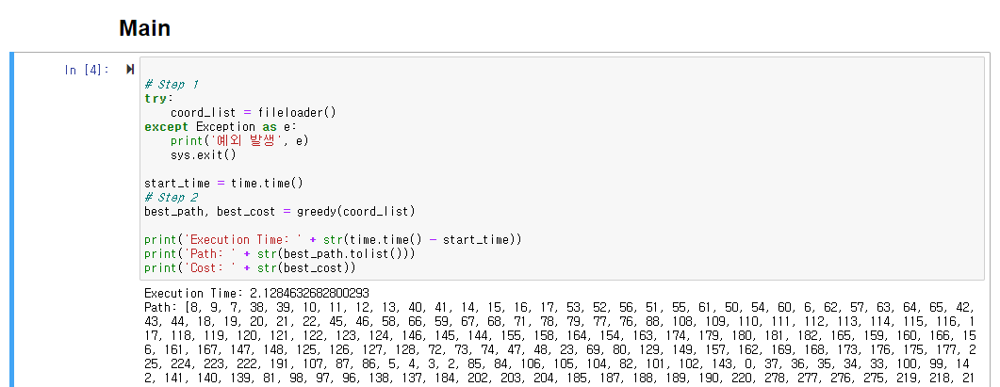 Main
In [4]:
# Step 1
try:
    coord_list = fileloader()
except Exception as e:
    print('예외 발생', e)
    sys.exit()
start_time = time.time()
# Step 2
best_path, best_cost = greedy(coord_list)
print('Execution Time: ' + str(time.time() - start_time))
print('Path: ' + str(best_path.tolist()))
print('Cost: ' + str(best_cost))
Execution Time: 2.1284632682800293
Path: [8, 9, 7, 38, 39, 10, 11, 12, 13, 40, 41, 14, 15, 16, 17, 53, 52, 56, 51, 55, 61, 50, 54, 60, 6, 62, 57, 63, 64, 65, 42,
43, 44, 18, 19, 20, 21, 22, 45, 46, 58, 66, 59, 67, 68, 71, 78, 79, 77, 76, 88, 108, 109, 110, 111, 112, 113, 114, 115, 116, 1
17, 118, 119, 120, 121, 122, 123, 124, 146, 145, 144, 155, 158, 164, 154, 163, 174, 179, 180, 181, 182, 165, 159, 160, 166, 15
6, 161, 167, 147, 148, 125, 126, 127, 128, 72, 73, 74, 47, 48, 23, 69, 80, 129, 149, 157, 162, 169, 168, 173, 176, 175, 177, 2
25, 224, 223, 222, 191, 107, 87, 86, 5, 4, 3, 2, 85, 84, 106, 105, 104, 82, 101, 102, 143, 0, 37, 36, 35, 34, 33, 100, 99, 14
2, 141, 140, 139, 81, 98, 97, 96, 138, 137, 184, 202, 203, 204, 185, 187, 188, 189, 190, 220, 278, 277, 276, 275, 219, 218, 21